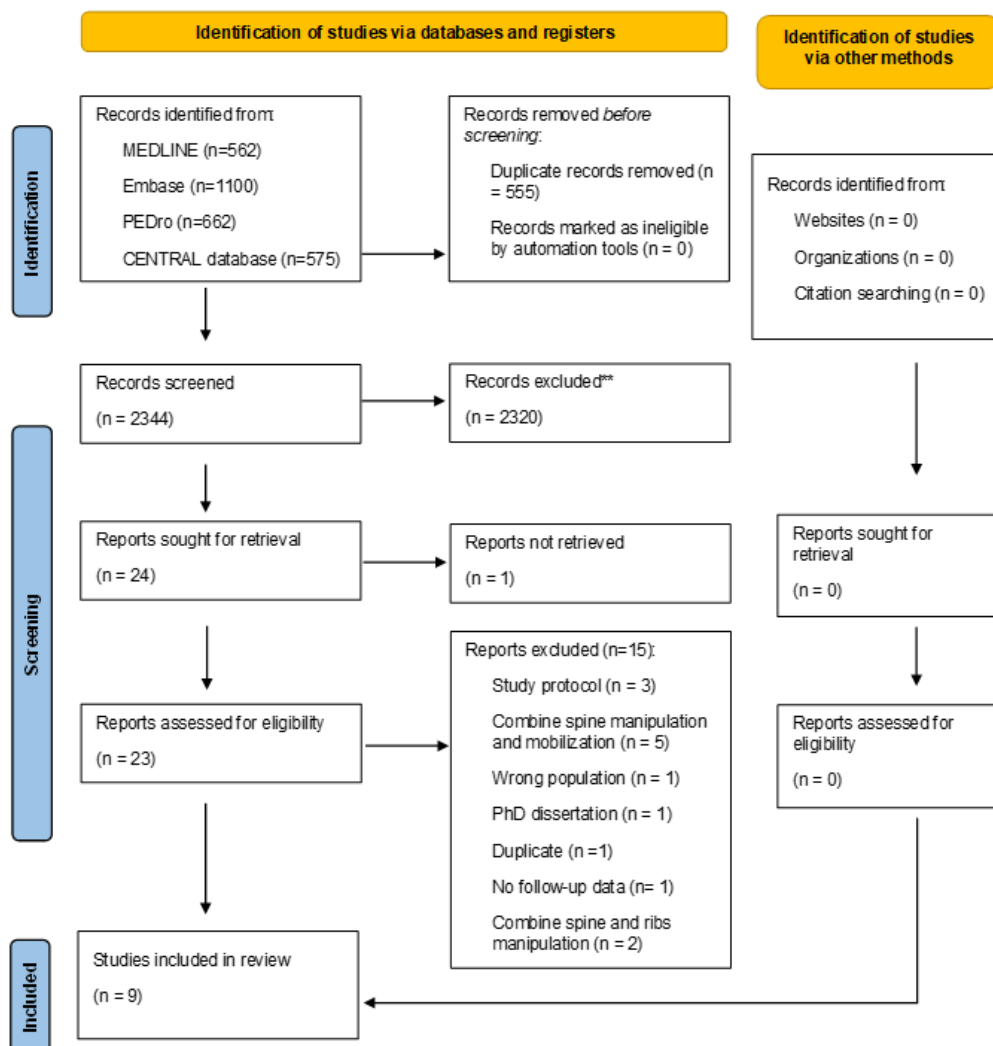 Identification of studies via databases and registers
Identification of studies
via other methods
Identification
Records identified from:
MEDLINE (n=562)
Embase (n=1100)
PEDro (n=662)
CENTRAL database (n=575)
Records removed before
screening:
Duplicate records removed (n
= 555)
Records marked as ineligible
by automation tools (n = 0)
Records identified from:
Websites (n = 0)
Organizations (n = 0)
Citation searching (n = 0)
Screening
Records screened
(n = 2344)
Records excluded**
(n = 2320)
Reports sought for retrieval
(n = 24)
Reports not retrieved
(n = 1)
Reports sought for
retrieval
(n = 0)
Reports assessed for eligibility
(n = 23)
Reports excluded (n=15):
Study protocol (n = 3)
Combine spine manipulation
and mobilization (n = 5)
Wrong population (n = 1)
PhD dissertation (n = 1)
Duplicate (n =1)
No follow-up data (n= 1)
Combine spine and ribs
manipulation (n = 2)
Reports assessed for
eligibility
(n = 0)
Included
Studies included in review
(n = 9)